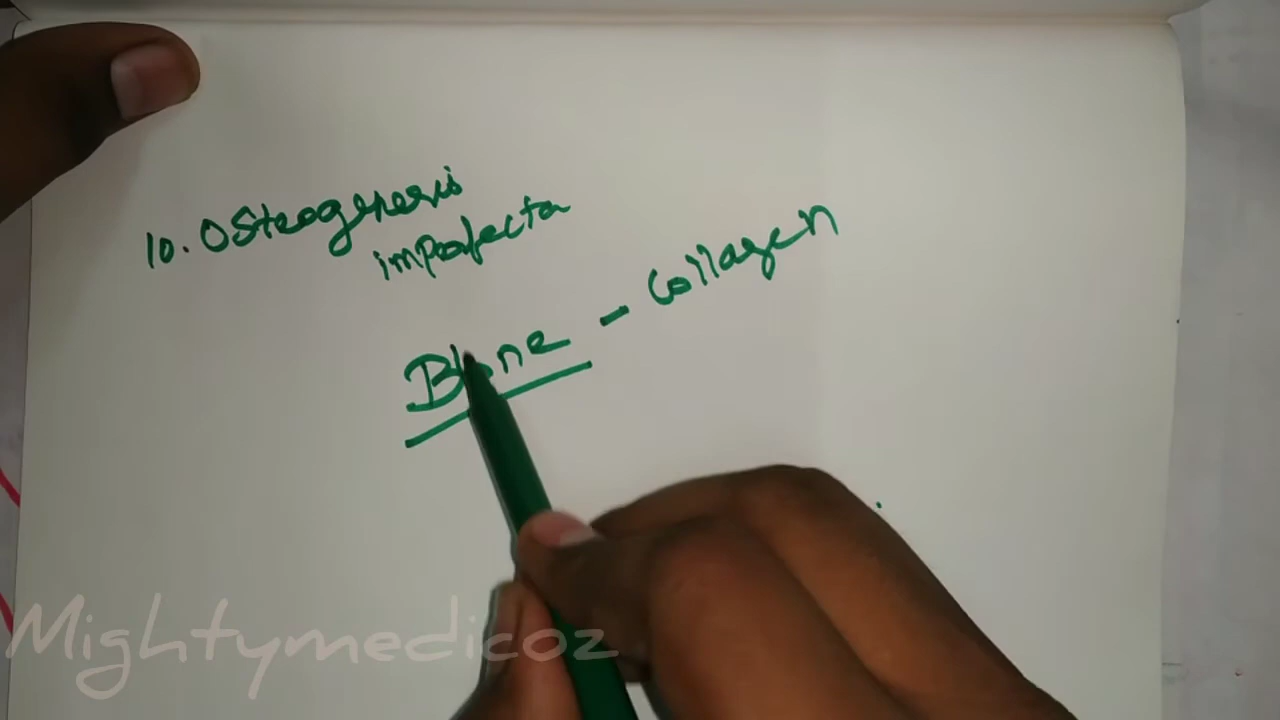 10. Osteogenesis
imperfecta
Bone - Collagen
Mightymedicoz